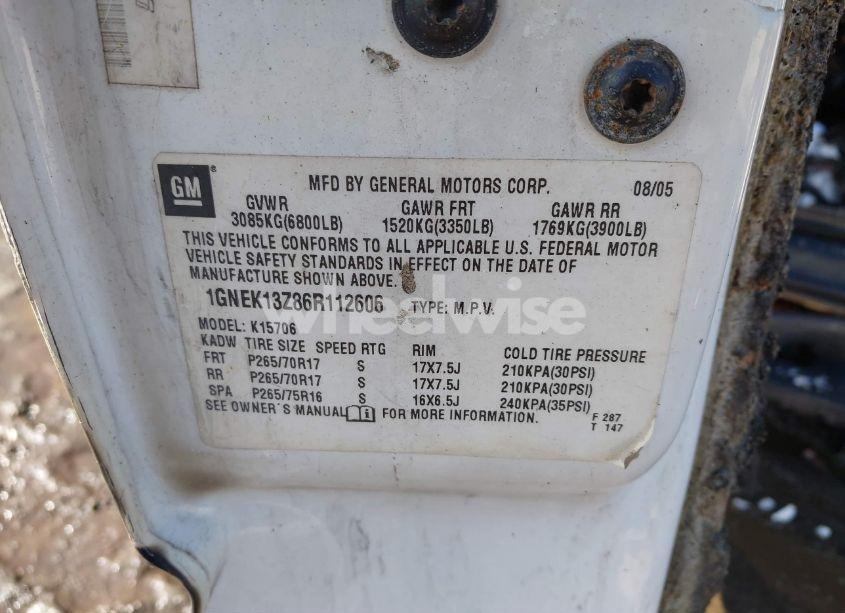 GM
MFD BY GENERAL MOTORS CORP. 08/05
GVWR GAWR FRT GAWR RR
3085KG(6800LB) 1520KG(3350LB) 1769KG(3900LB)
THIS VEHICLE CONFORMS TO ALL APPLICABLE U.S. FEDERAL MOTOR
VEHICLE SAFETY STANDARDS IN EFFECT ON THE DATE OF
MANUFACTURE SHOWN ABOVE.
1GNEK13Z86R112606 TYPE: M.P.V.
wheelwise
MODEL: K15706
KADW TIRE SIZE SPEED RTG RIM COLD TIRE PRESSURE
FRT P265/70R17 S 17X7.5J 210KPA(30PSI)
RR P265/70R17 S 17X7.5J 210KPA(30PSI)
SPA P265/75R16 S 16X6.5J 240KPA(35PSI)
SEE OWNER'S MANUAL FOR MORE INFORMATION.
F 287
T 147